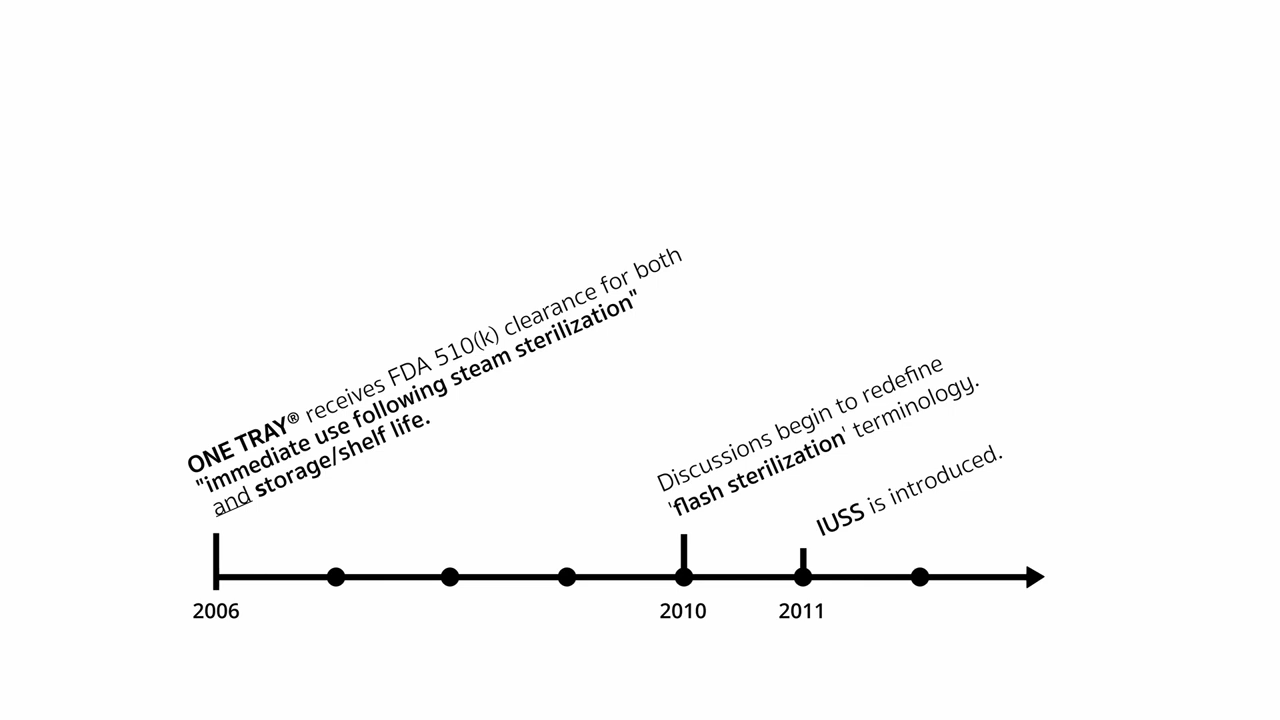 ONE TRAY® receives FDA 510(k) clearance for both
"immediate use following steam sterilization"
and storage/shelf life.
Discussions begin to redefine
'flash sterilization' terminology.
IUSS is introduced.
2006
2010
2011